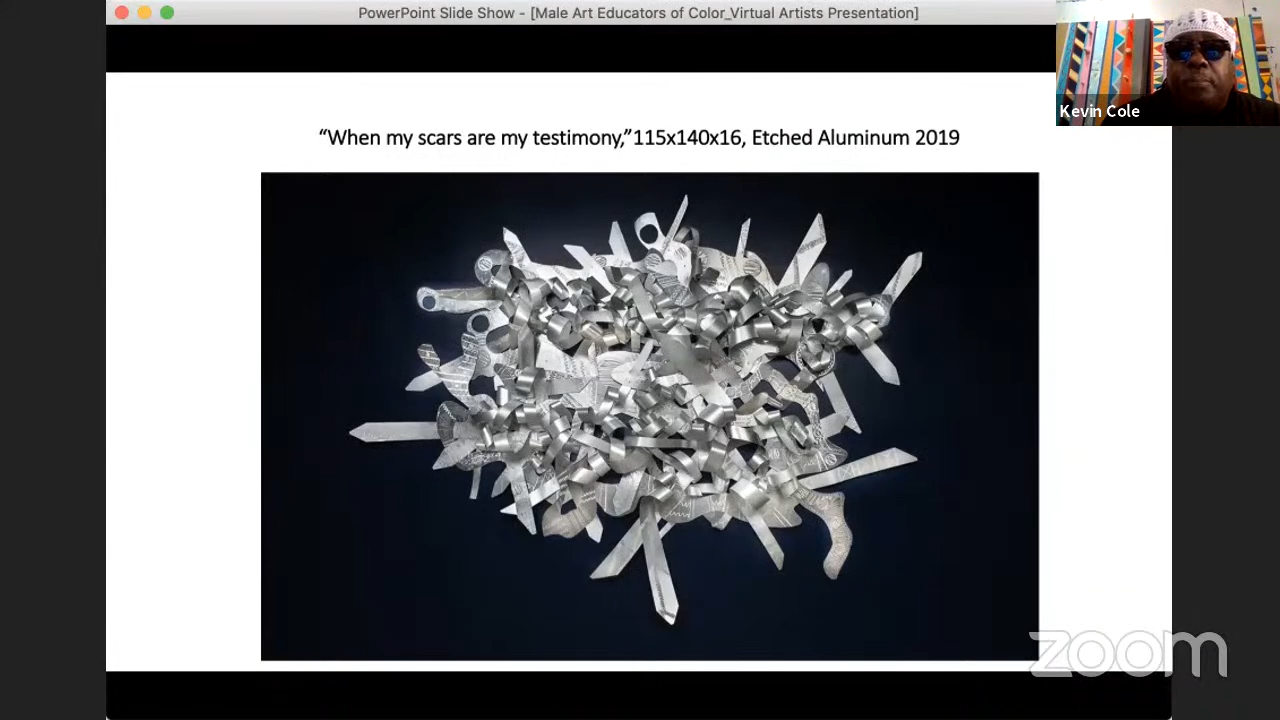 PowerPoint Slide Show - [Male Art Educators of Color_Virtual Artists Presentation]
Kevin Cole
“When my scars are my testimony,”115x140x16, Etched Aluminum 2019
zoom